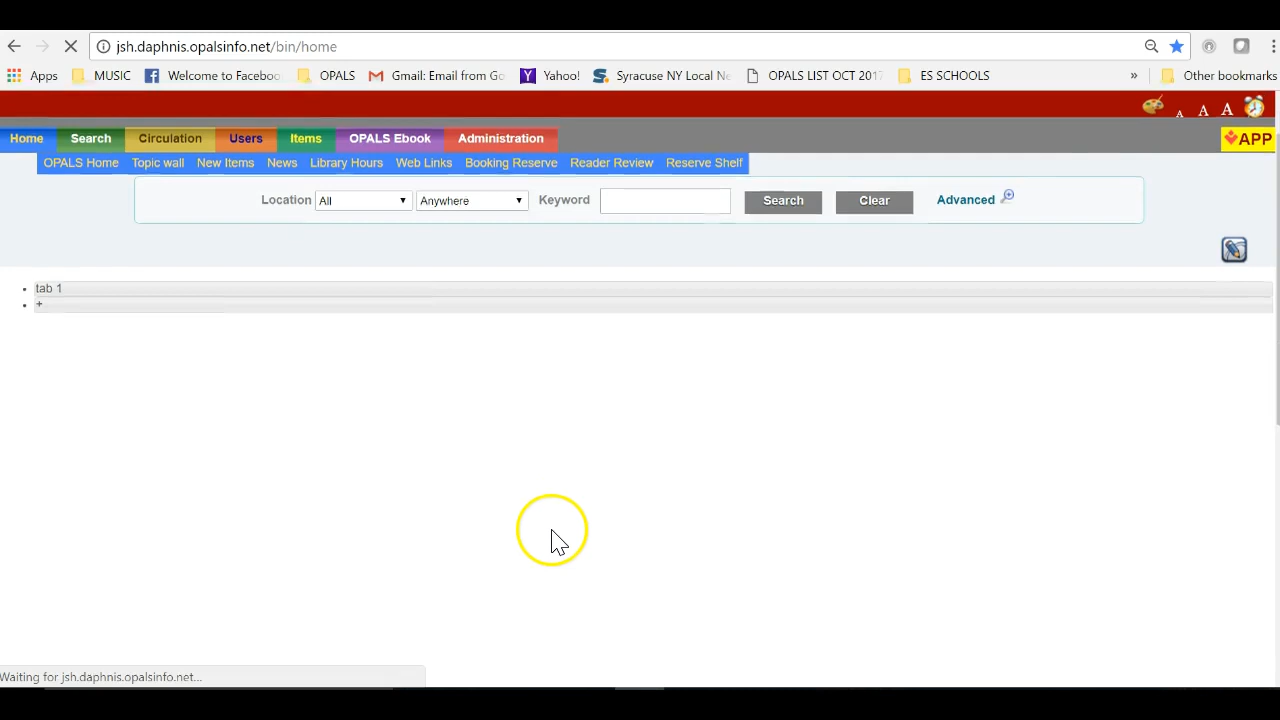 jsh.daphnis.opalsinfo.net/bin/home
Apps MUSIC Welcome to Faceboo OPALS Gmail: Email from Go Yahoo! Syracuse NY Local Ne OPALS LIST OCT 2017 ES SCHOOLS » Other bookmarks
A A A
Home Search Circulation Users Items OPALS Ebook Administration APP
OPALS Home Topic wall New Items News Library Hours Web Links Booking Reserve Reader Review Reserve Shelf
Location All Anywhere Keyword Search Clear Advanced
tab 1
+
Waiting for jsh.daphnis.opalsinfo.net...